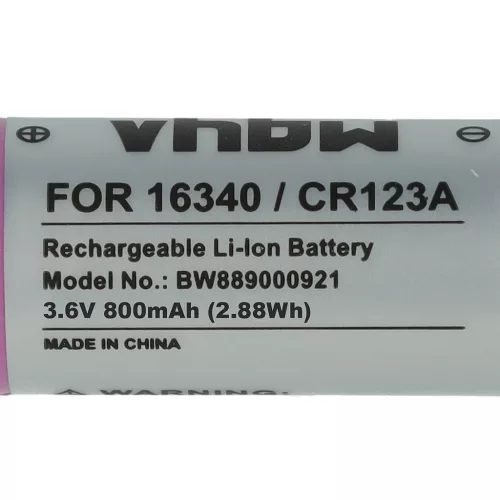 vhbw
FOR 16340 / CR123A
Rechargeable Li-Ion Battery
Model No.: BW889000921
3.6V 800mAh (2.88Wh)
MADE IN CHINA
WARNING: